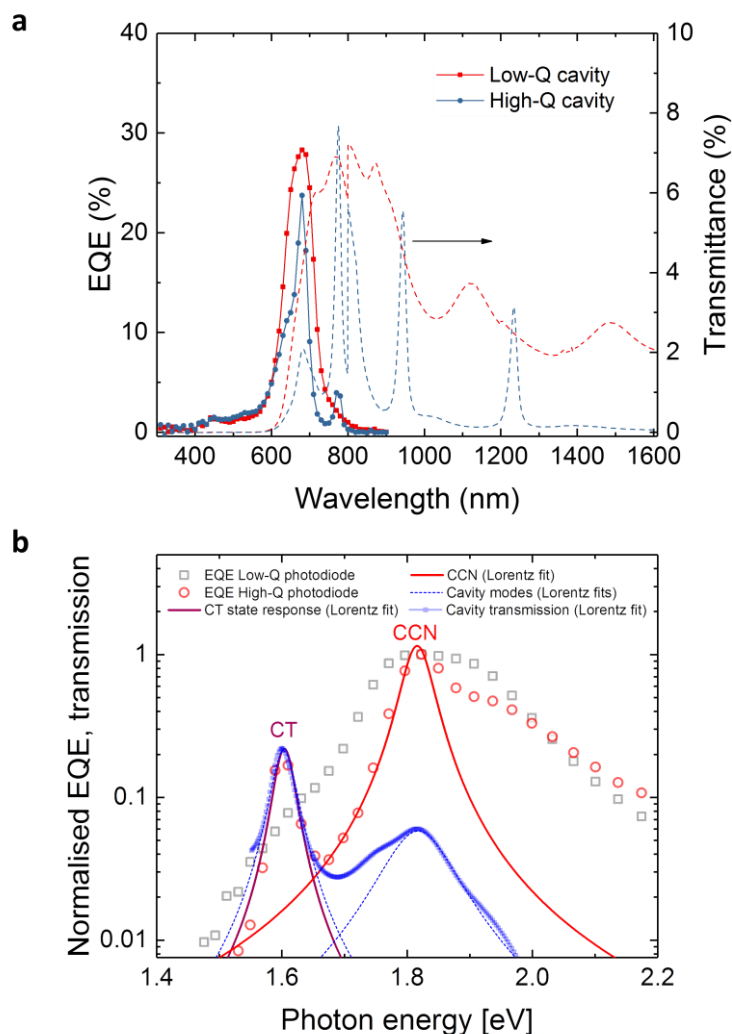 a
40
30
20
10
0
EQE (%)
Low-Q cavity
High-Q cavity
10
8
6
4
2
0
Transmittance (%)
400 600 800 1000 1200 1400 1600
Wavelength (nm)
b
EQE Low-Q photodiode
EQE High-Q photodiode
CT state response (Lorentz fit)
CCN (Lorentz fit)
Cavity modes (Lorentz fits)
Cavity transmission (Lorentz fit)
CCN
CT
1
0.1
0.01
Normalised EQE, transmission
1.4 1.6 1.8 2.0 2.2
Photon energy [eV]